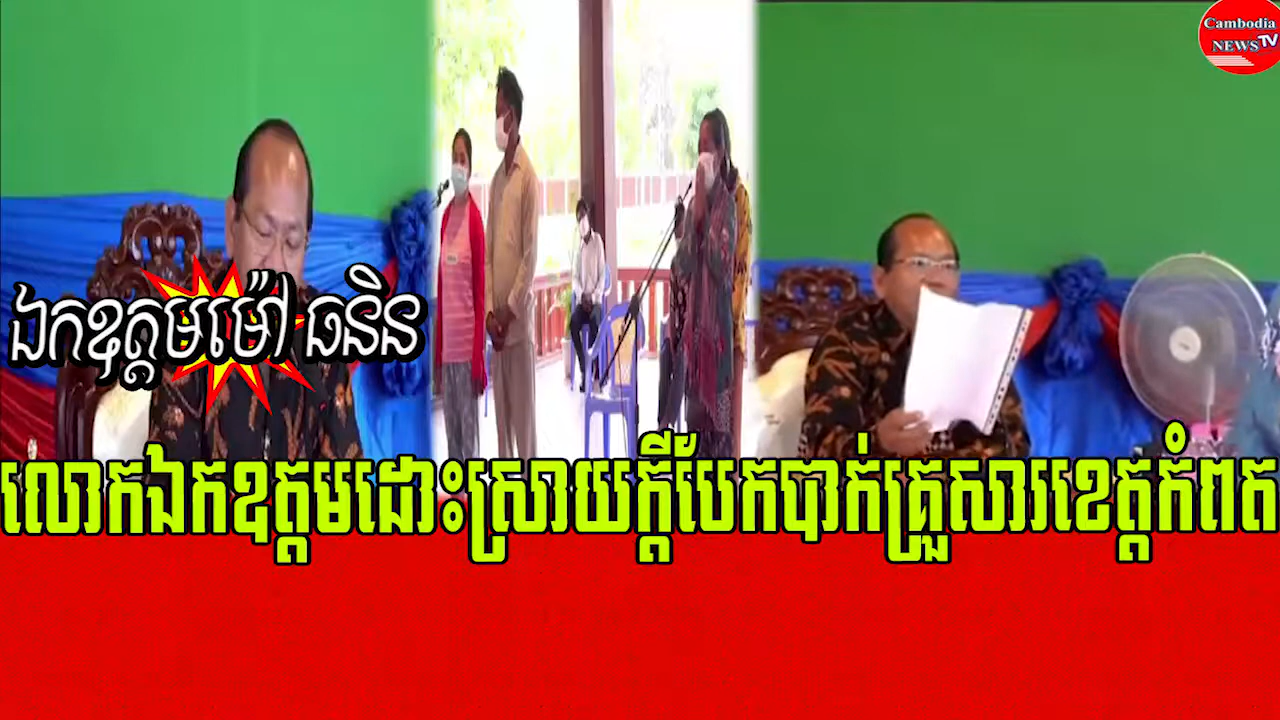 Cambodia
NEWS TV
ឯកឧត្តមម៉ៅ ធនិន
លោកឯកឧត្តមដោះស្រាយក្តីបែកបាក់គ្រួសារខេត្តកំពត